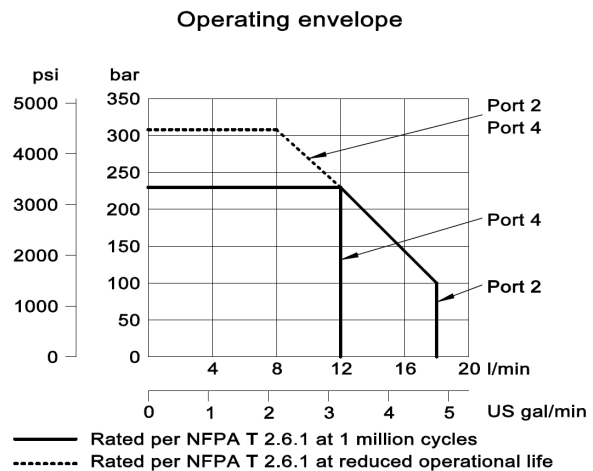 Operating envelope
psi bar
5000 350
Port 2
300
Port 4
4000
250
3000
200
Port 4
2000 150
100
Port 2
1000
50
0 0
4 8 12 16 20 l/min
0 1 2 3 4 5 US gal/min
Rated per NFPA T 2.6.1 at 1 million cycles
Rated per NFPA T 2.6.1 at reduced operational life